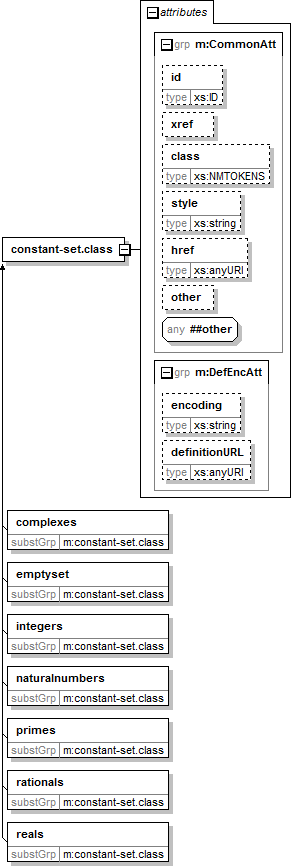 attributes
grp m:CommonAtt
id
type xs:ID
xref
class
type xs:NMTOKENS
style
type xs:string
constant-set.class
href
type xs:anyURI
other
any ##other
grp m:DefEncAtt
encoding
type xs:string
definitionURL
type xs:anyURI
complexes
substGrp m:constant-set.class
emptyset
substGrp m:constant-set.class
integers
substGrp m:constant-set.class
naturalnumbers
substGrp m:constant-set.class
primes
substGrp m:constant-set.class
rationals
substGrp m:constant-set.class
reals
substGrp m:constant-set.class